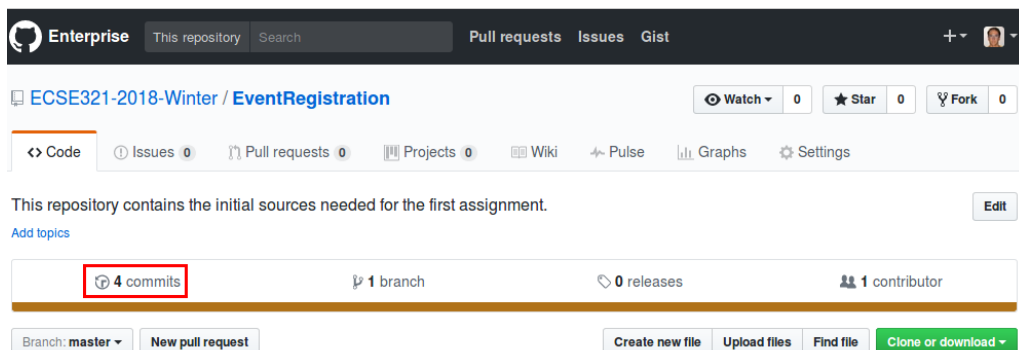 Enterprise This repository Search Pull requests Issues Gist
ECSE321-2018-Winter / EventRegistration Watch 0 Star 0 Fork 0
Code Issues 0 Pull requests 0 Projects 0 Wiki Pulse Graphs Settings
This repository contains the initial sources needed for the first assignment. Edit
Add topics
4 commits 1 branch 0 releases 1 contributor
Branch: master New pull request Create new file Upload files Find file Clone or download